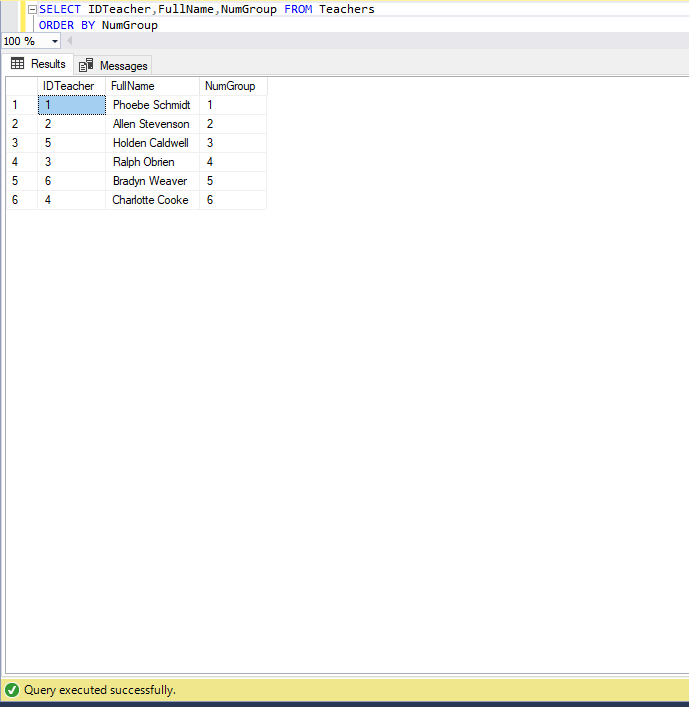 SELECT IDTeacher,FullName,NumGroup FROM Teachers
ORDER BY NumGroup
100 %
Results Messages
IDTeacher FullName NumGroup
1 1 Phoebe Schmidt 1
2 2 Allen Stevenson 2
3 5 Holden Caldwell 3
4 3 Ralph Obrien 4
5 6 Bradyn Weaver 5
6 4 Charlotte Cooke 6
Query executed successfully.